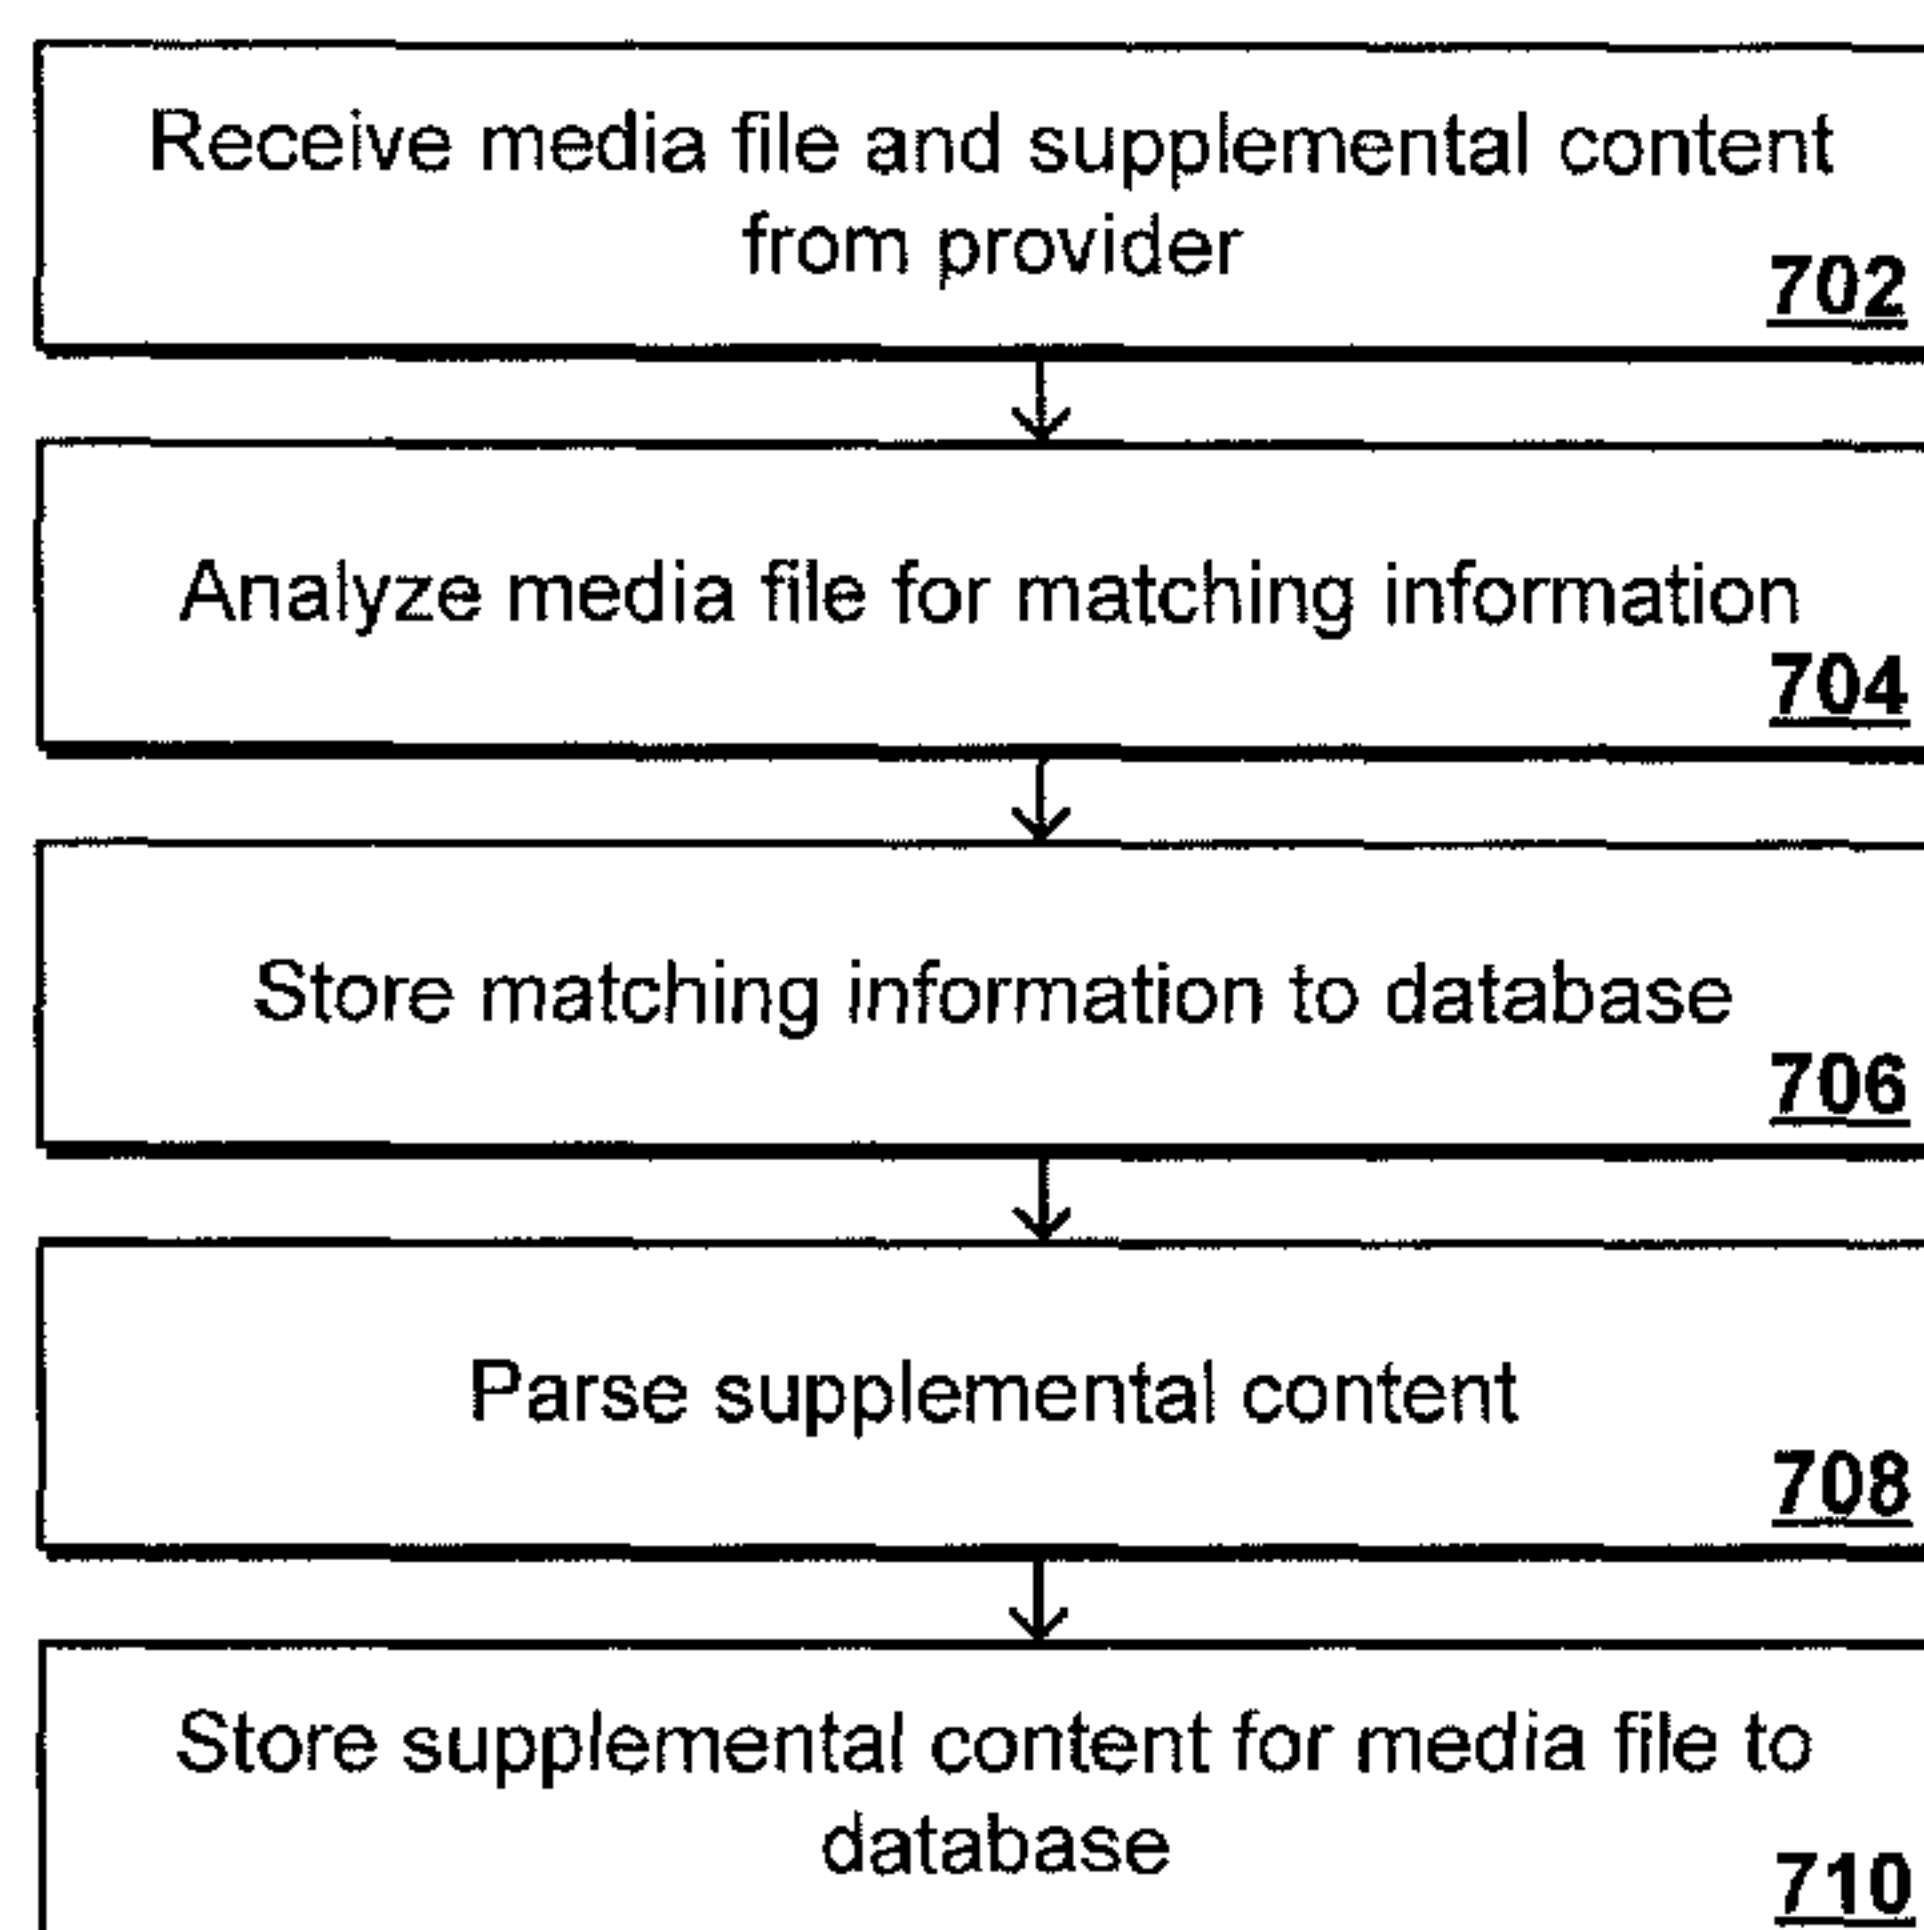 Receive media file and supplemental content
from provider
702
Analyze media file for matching information
704
Store matching information to database
706
Parse supplemental content
708
Store supplemental content for media file to
database
710